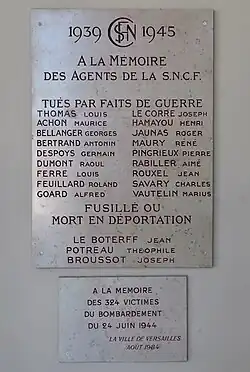 1939 SNCF 1945
A LA MÉMOIRE
DES AGENTS DE LA S.N.C.F.
TUÉS PAR FAITS DE GUERRE
THOMAS LOUIS LE CORRE JOSEPH
ACHON MAURICE HAMAYOU HENRI
BELLANGER GEORGES JAUNAS ROGER
BERTRAND ANTONIN MAURY RENÉ
DESPOYS GERMAIN PINGRIEUX PIERRE
DUMONT RAOUL RABILLER AIMÉ
FERRE LOUIS ROUXEL JEAN
FEUILLARD ROLAND SAVARY CHARLES
GOARD ALFRED VAUTELIN MARIUS
FUSILLÉ OU
MORT EN DÉPORTATION
LE BOTERFF JEAN
POTREAU THÉOPHILE
BROUSSOT JOSEPH
A LA MEMOIRE
DES 324 VICTIMES
DU BOMBARDEMENT
DU 24 JUIN 1944
LA VILLE DE VERSAILLES
AOUT 1984